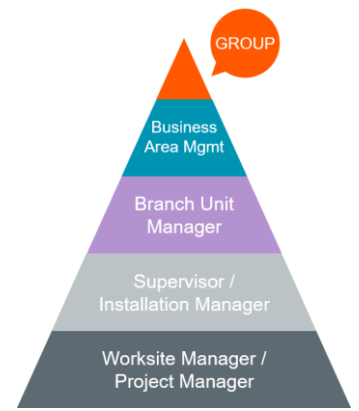 GROUP
Business
Area Mgmt
Branch Unit
Manager
Supervisor /
Installation Manager
Worksite Manager /
Project Manager